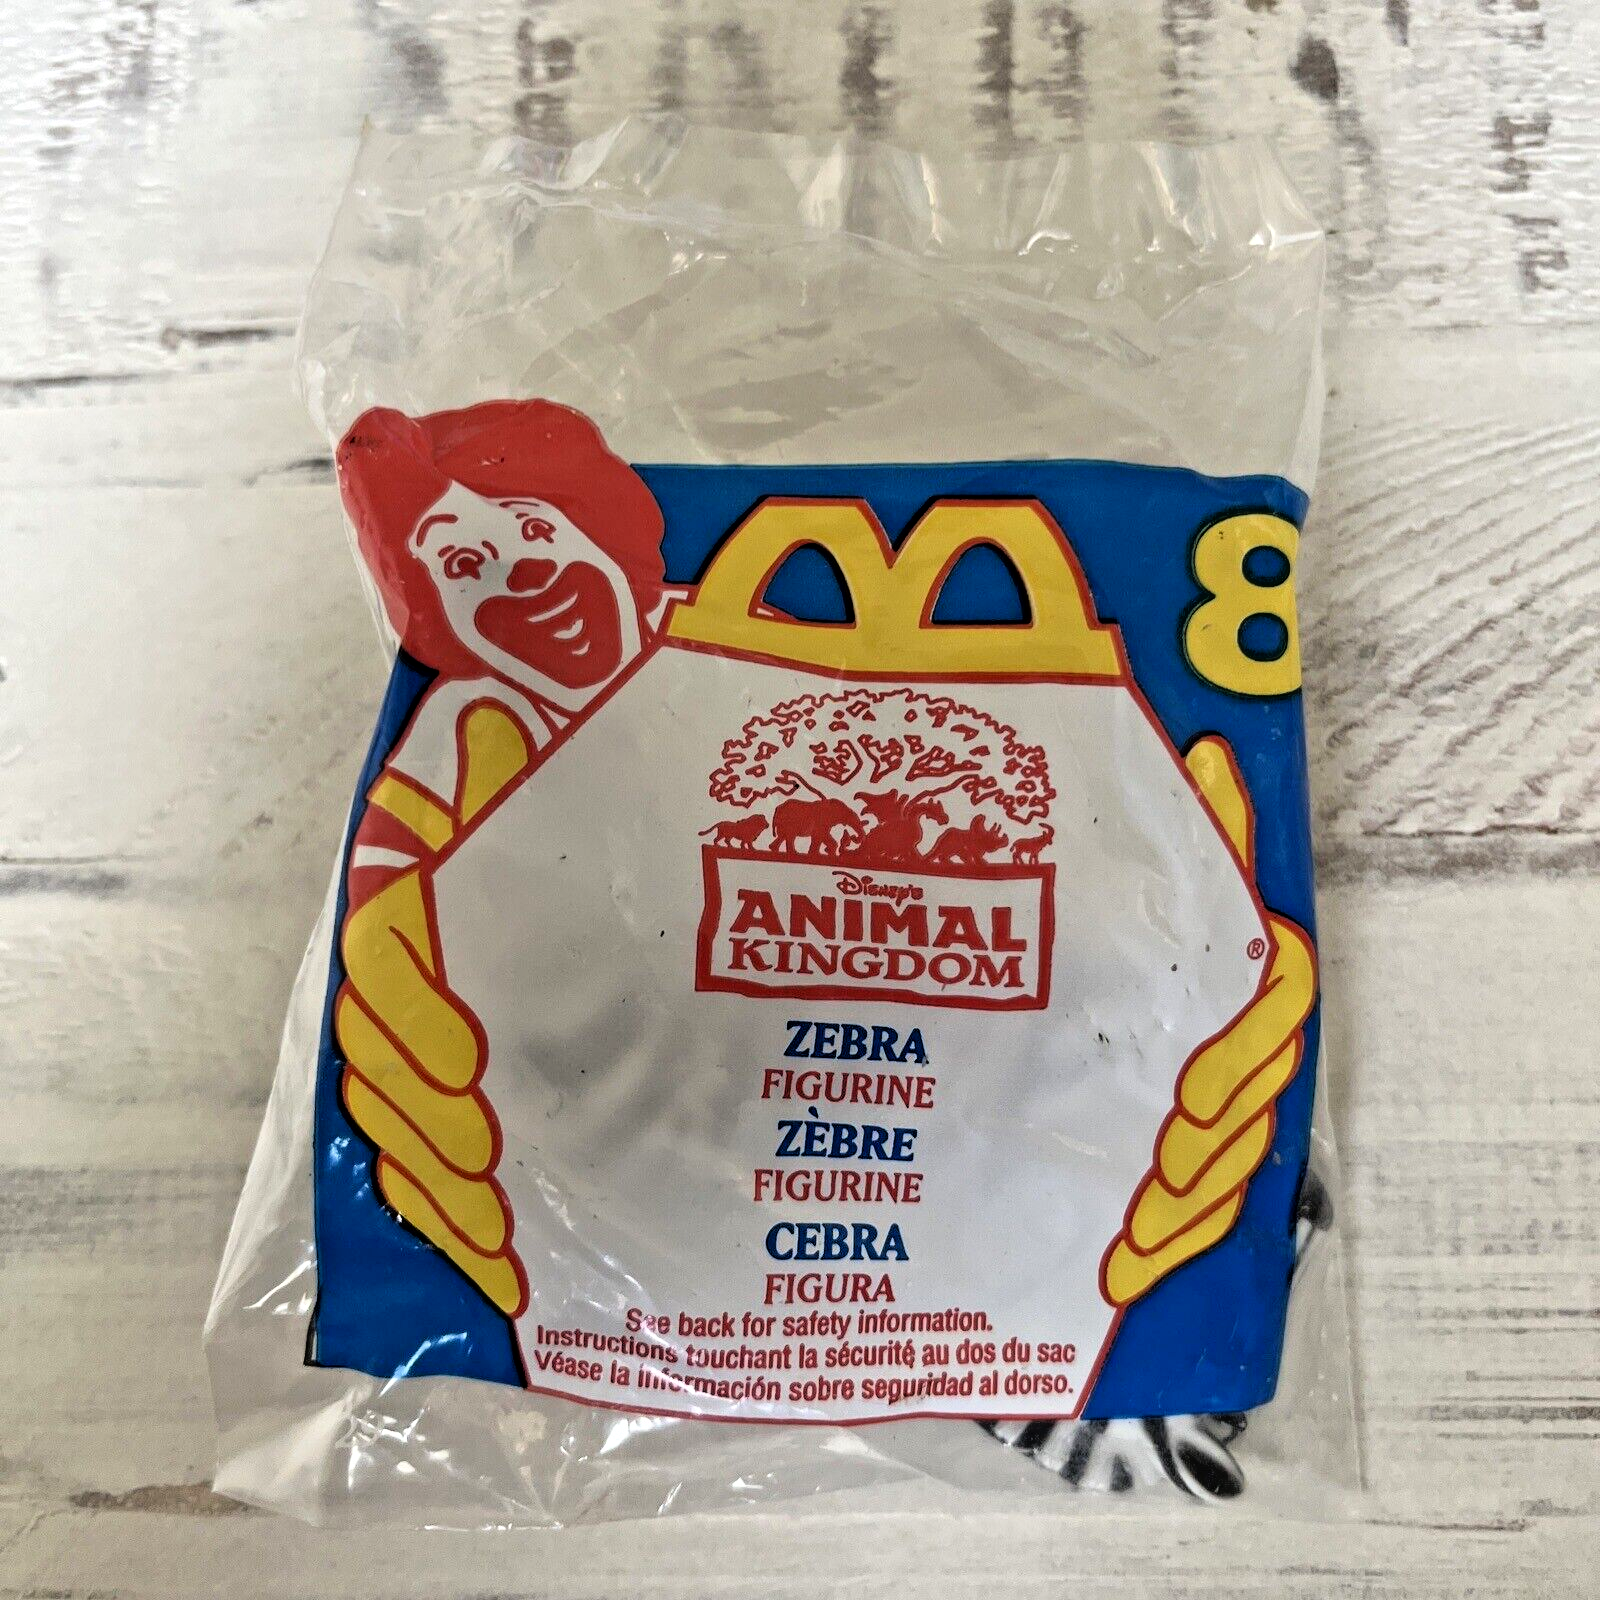 8
Disney's
ANIMAL
KINGDOM
®
ZEBRA
FIGURINE
ZÈBRE
FIGURINE
CEBRA
FIGURA
See back for safety information.
Instructions touchant la sécurité au dos du sac
Véase la información sobre seguridad al dorso.